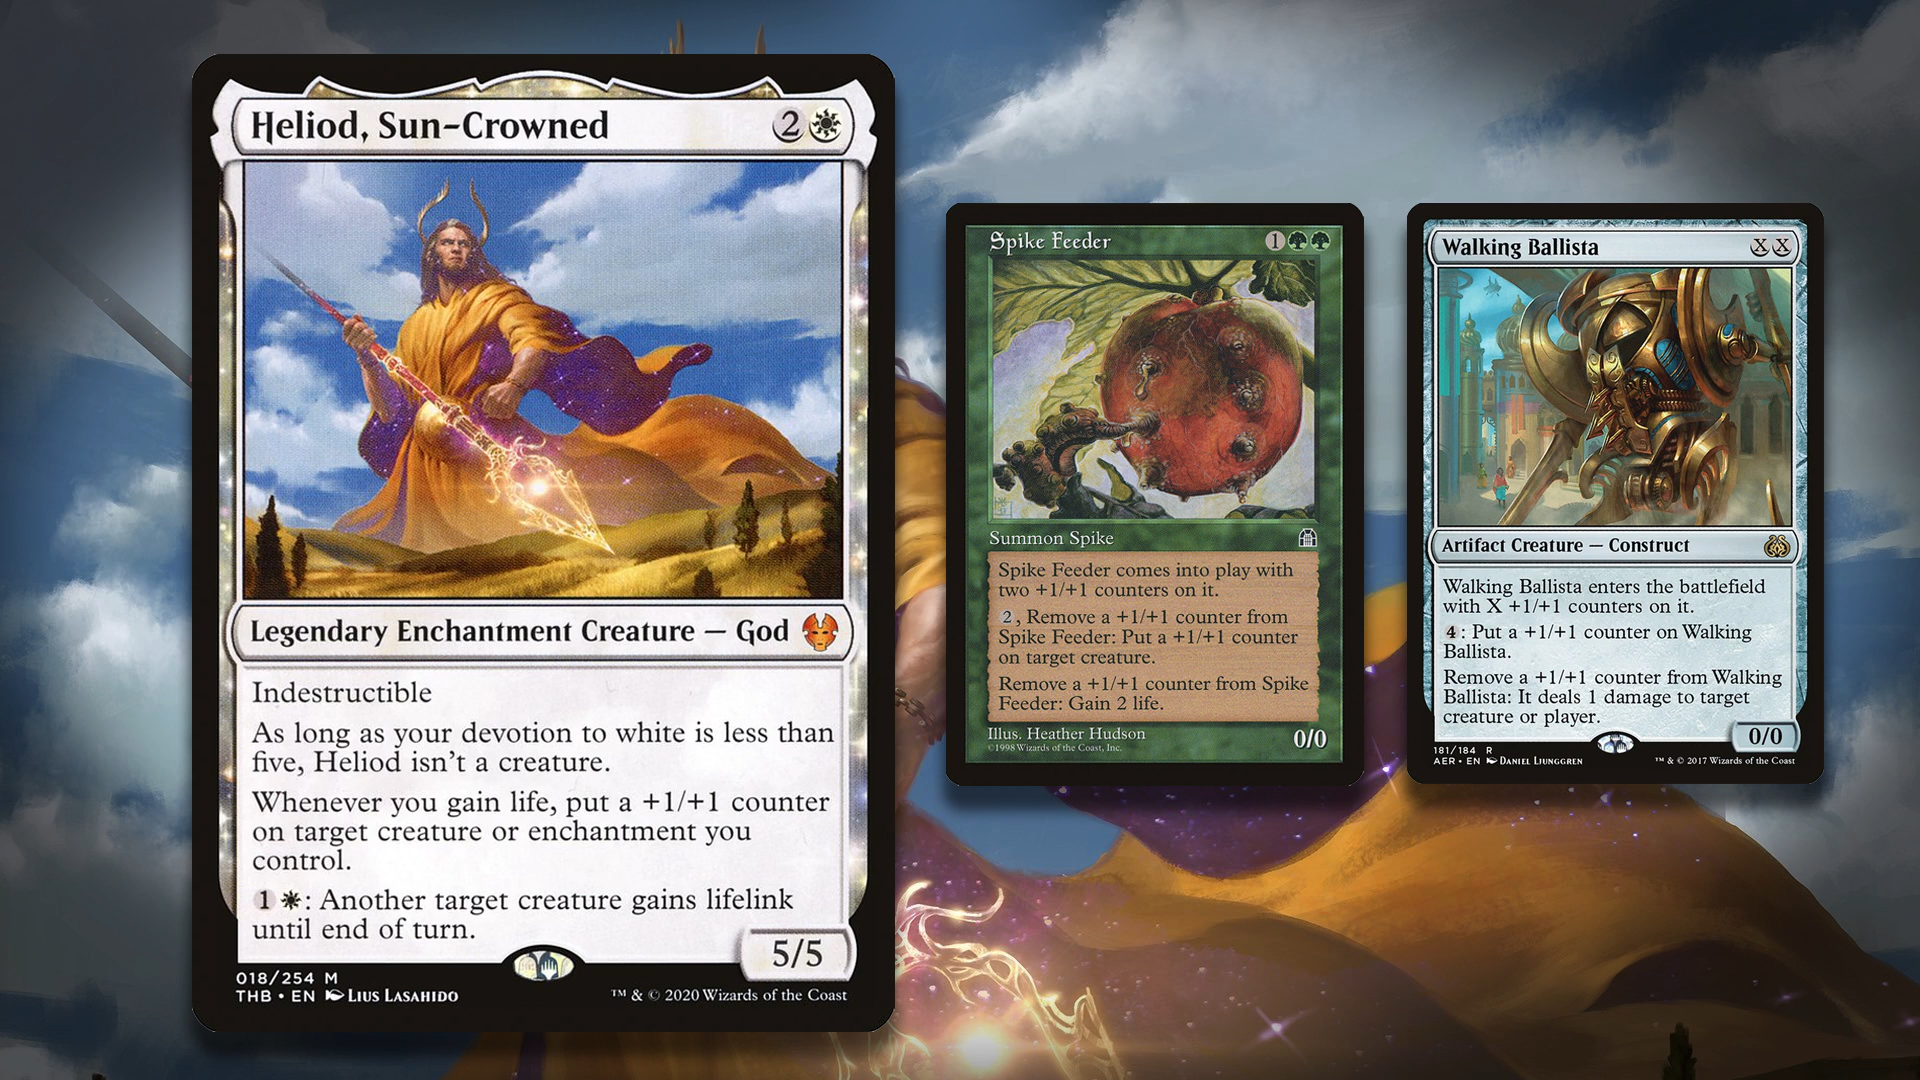 Heliod, Sun-Crowned
2
Legendary Enchantment Creature — God
Indestructible
As long as your devotion to white is less than
five, Heliod isn't a creature.
Whenever you gain life, put a +1/+1 counter
on target creature or enchantment you
control.
1 : Another target creature gains lifelink
until end of turn.
5/5
018/254 M
THB • EN Lius Lasahido
™ & © 2020 Wizards of the Coast
Spike Feeder
1
Summon Spike
Spike Feeder comes into play with
two +1/+1 counters on it.
2, Remove a +1/+1 counter from
Spike Feeder: Put a +1/+1 counter
on target creature.
Remove a +1/+1 counter from Spike
Feeder: Gain 2 life.
Illus. Heather Hudson
©1998 Wizards of the Coast, Inc.
0/0
Walking Ballista
XX
Artifact Creature — Construct
Walking Ballista enters the battlefield
with X +1/+1 counters on it.
4: Put a +1/+1 counter on Walking
Ballista.
Remove a +1/+1 counter from Walking
Ballista: It deals 1 damage to target
creature or player.
0/0
181/184 R
AER • EN Daniel Ljunggren
™ & © 2017 Wizards of the Coast